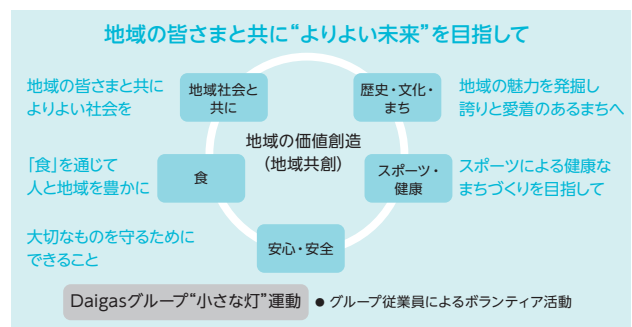 地域の皆さまと共に“よりよい未来”を目指して
地域の皆さまと共に
よりよい社会を
地域社会と
共に
歴史・文化・
まち
地域の魅力を発掘し
誇りと愛着のあるまちへ
地域の価値創造
(地域共創)
「食」を通じて
人と地域を豊かに
食
スポーツ・
健康
スポーツによる健康な
まちづくりを目指して
大切なものを守るために
できること
安心・安全
Daigasグループ“小さな灯”運動
● グループ従業員によるボランティア活動